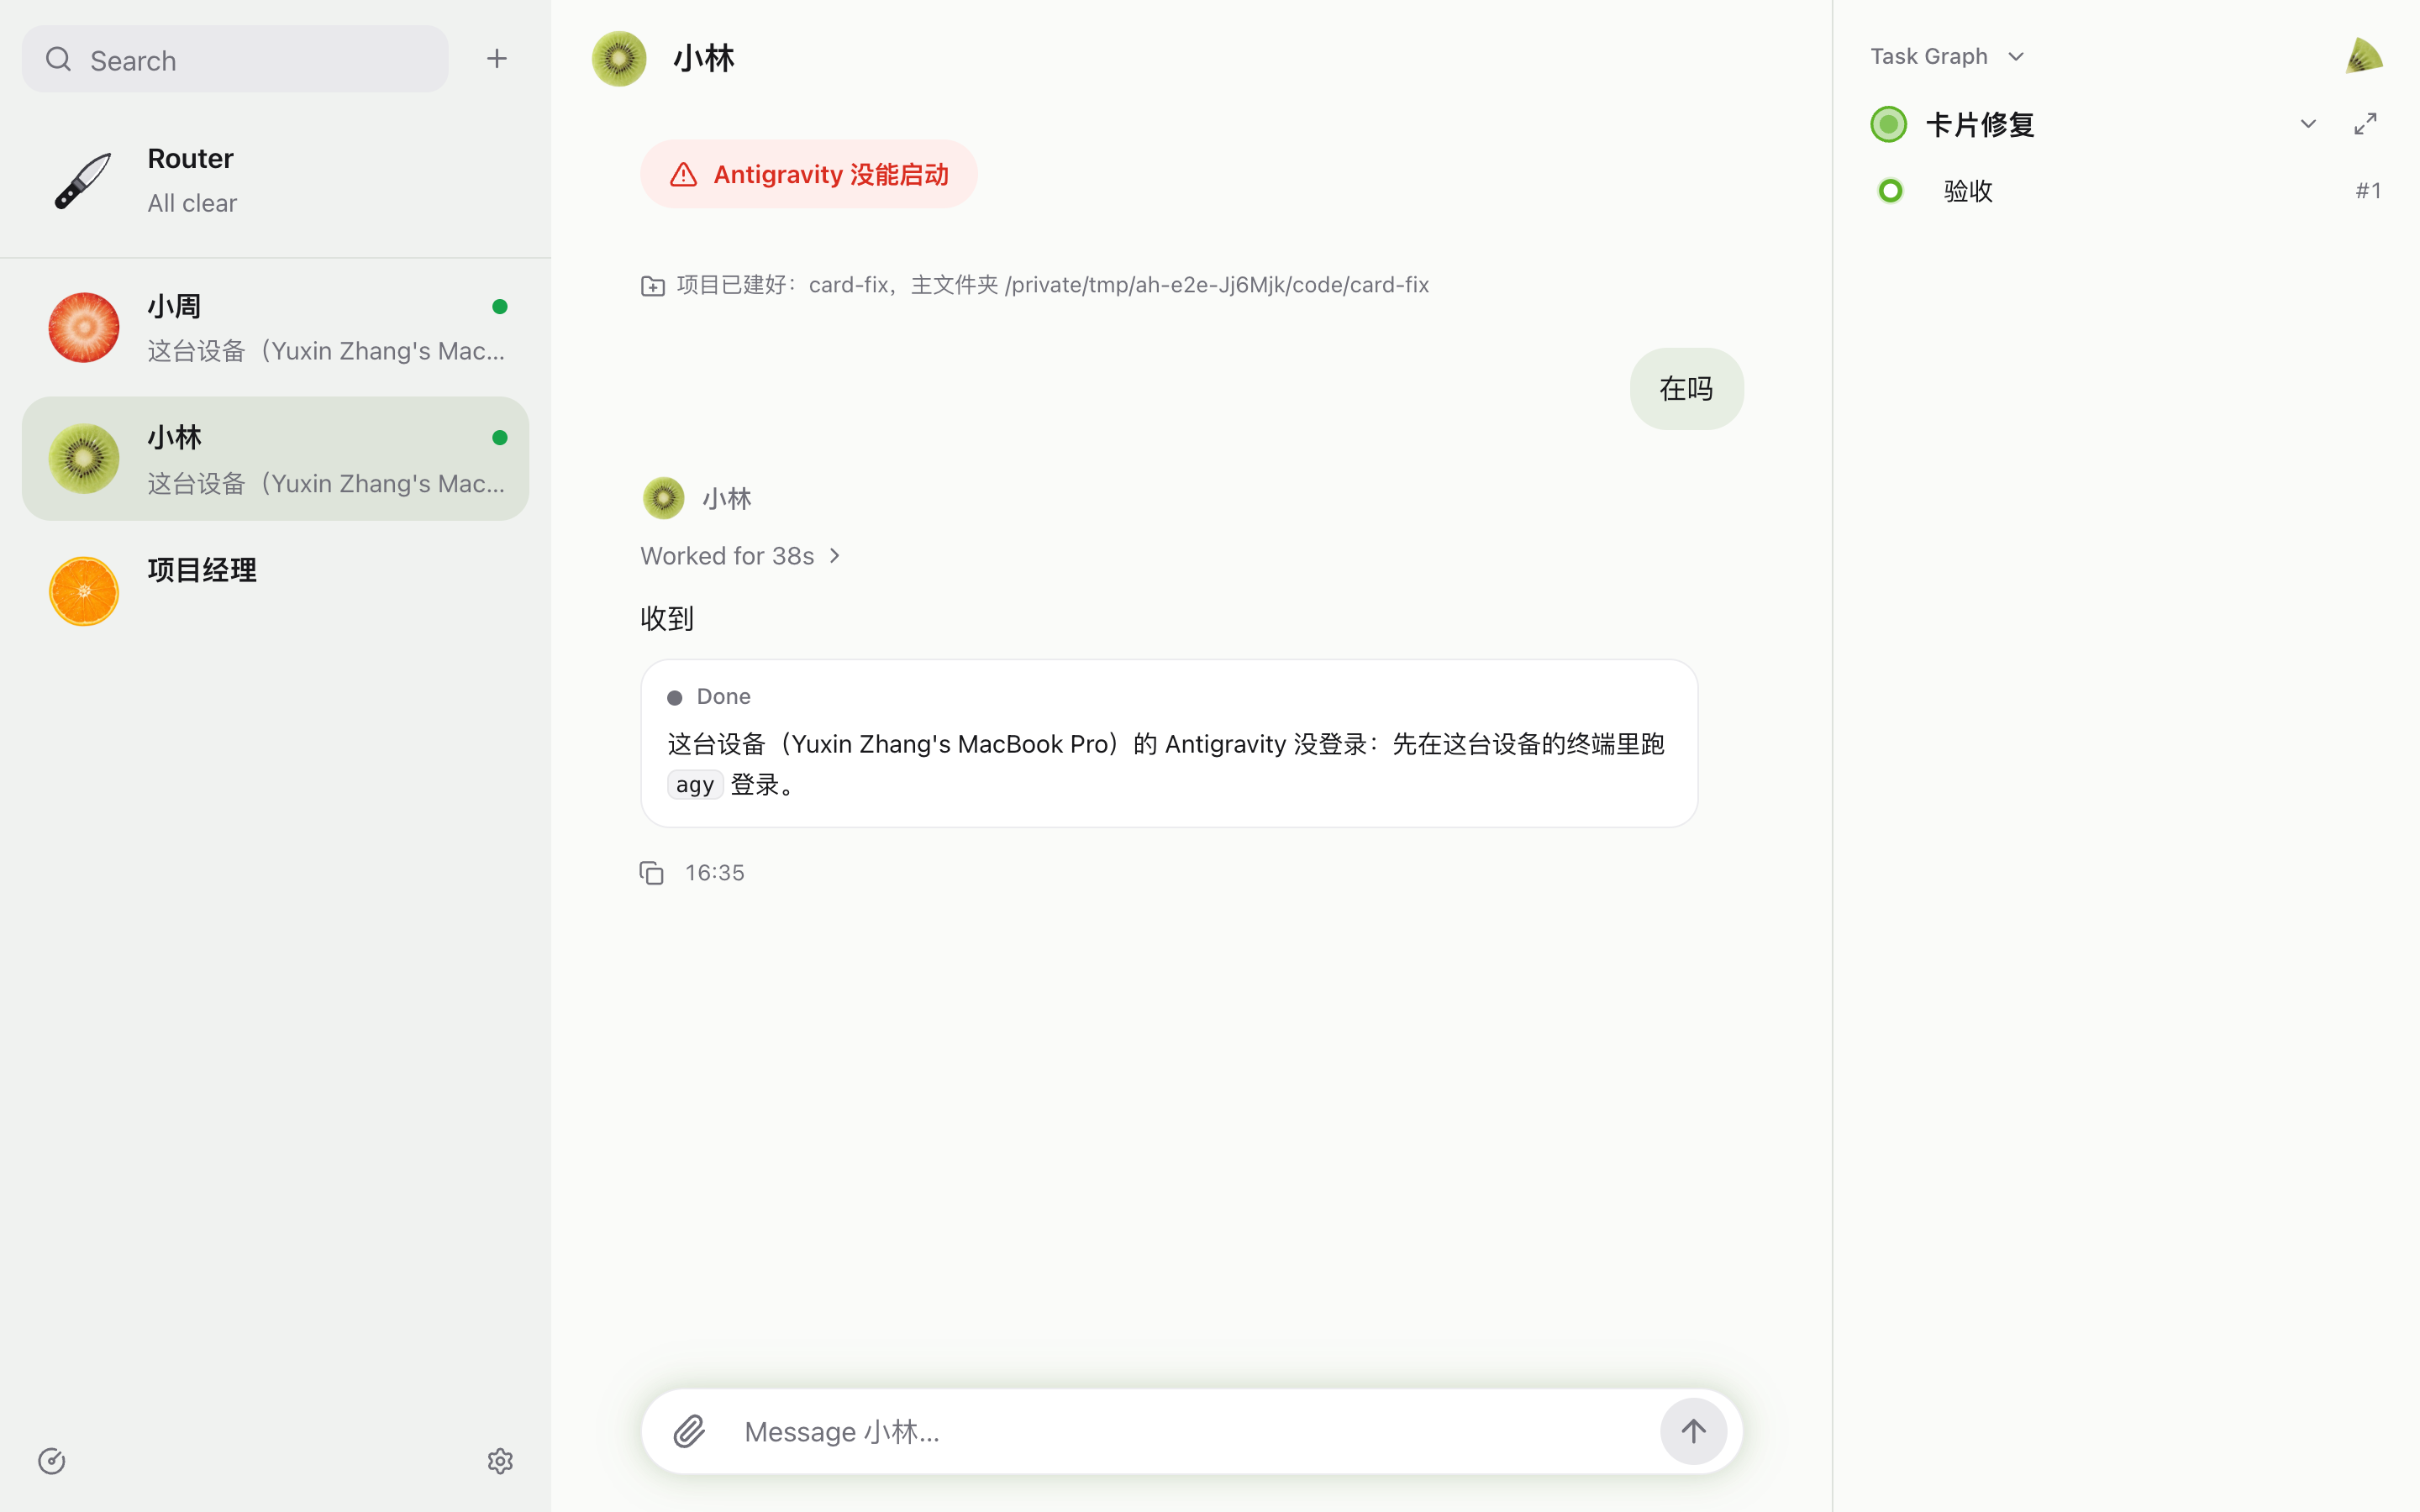 Search
Router
All clear
小周
这台设备（Yuxin Zhang's Mac...
小林
这台设备（Yuxin Zhang's Mac...
项目经理
小林
Antigravity 没能启动
项目已建好：card-fix，主文件夹 /private/tmp/ah-e2e-Jj6Mjk/code/card-fix
在吗
小林
Worked for 38s
收到
Done
这台设备（Yuxin Zhang's MacBook Pro）的 Antigravity 没登录：先在这台设备的终端里跑
agy 登录。
16:35
Message 小林...
Task Graph
卡片修复
验收 #1